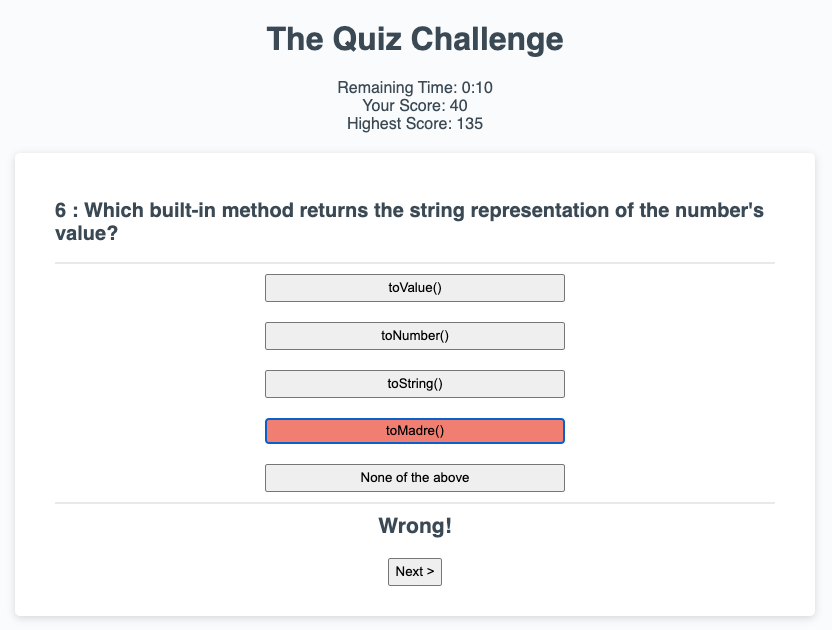 The Quiz Challenge
Remaining Time: 0:10
Your Score: 40
Highest Score: 135
6 : Which built-in method returns the string representation of the number's
value?
toValue()
toNumber()
toString()
toMadre()
None of the above
Wrong!
Next >